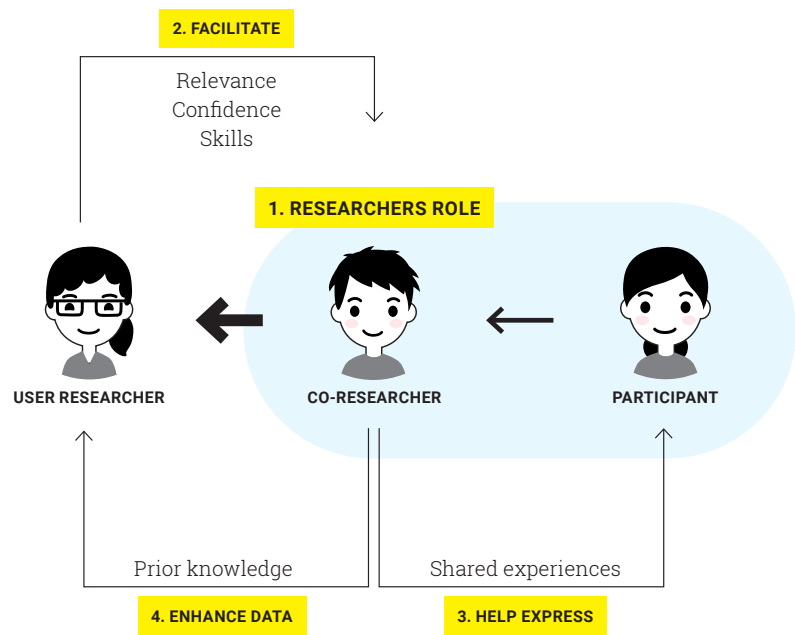 2. FACILITATE
Relevance
Confidence
Skills
1. RESEARCHERS ROLE
USER RESEARCHER
CO-RESEARCHER
PARTICIPANT
Prior knowledge
Shared experiences
4. ENHANCE DATA
3. HELP EXPRESS